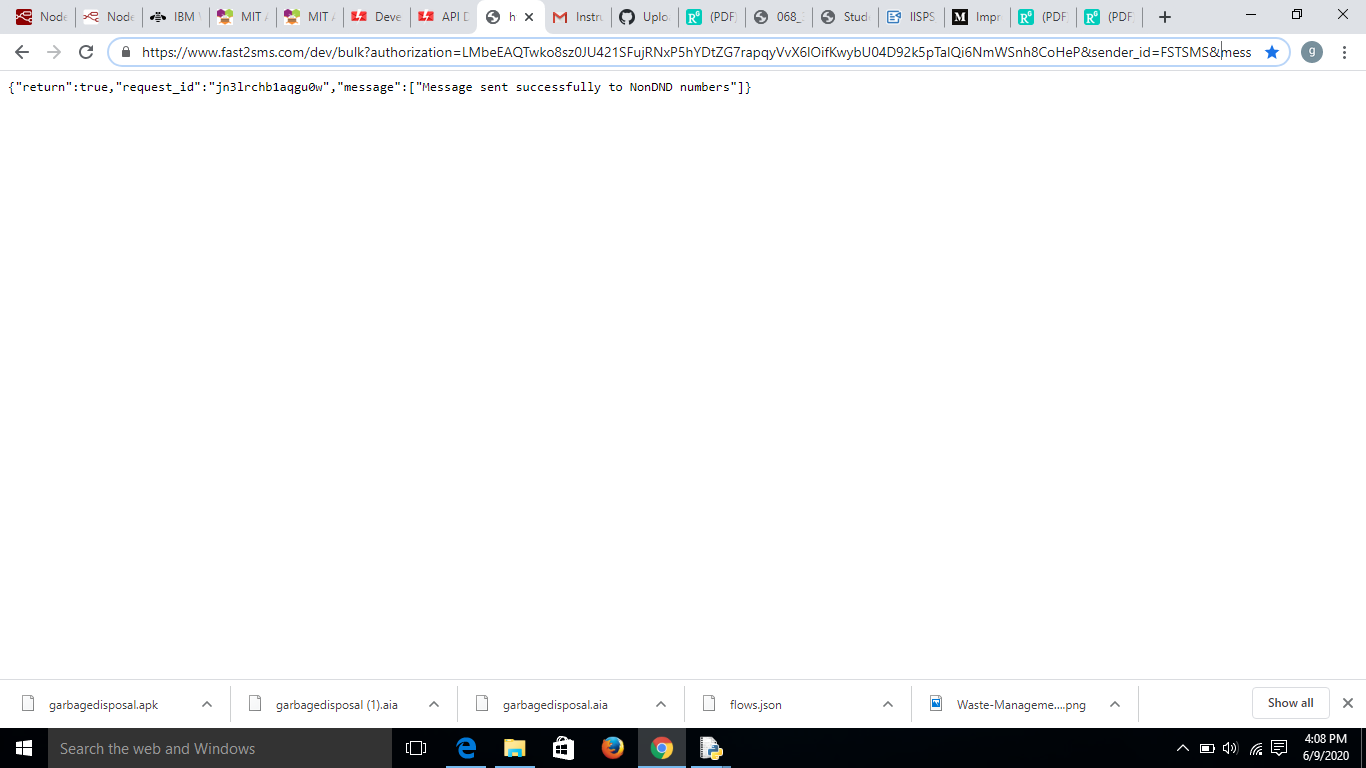 Node Node IBM MIT MIT Deve API D h Instru Uplo (PDF) 068_ Stude IISPS Impr (PDF (PDF
https://www.fast2sms.com/dev/bulk?authorization=LMbeEAQTwko8sz0JU421SFujRNxP5hYDtZG7rapqyVvX6IOifKwybU04D92k5pTalQi6NmWSnh8CoHeP&sender_id=FSTSMS&mess
g
{"return":true,"request_id":"jn3lrchb1aqgu0w","message":["Message sent successfully to NonDND numbers"]}
garbagedisposal.apk garbagedisposal (1).aia garbagedisposal.aia flows.json Waste-Manageme....png Show all
Search the web and Windows
4:08 PM
6/9/2020